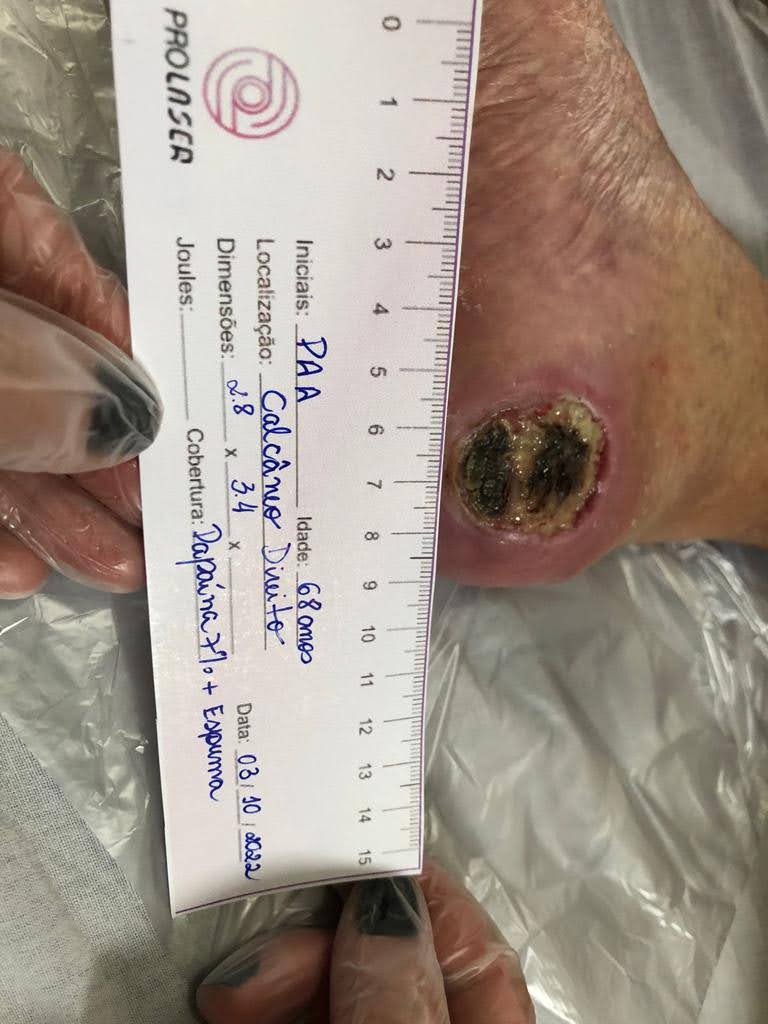 0 1 2 3 4 5 6 7 8 9 10 11 12 13 14 15
Iniciais: PAA Idade: 68 anos
Localização: Calcâneo Direito
Dimensões: 2.8 x 3.4 x Data: 03/10/2022
Joules: Cobertura: Papaína 7% + Espuma
PROLASER